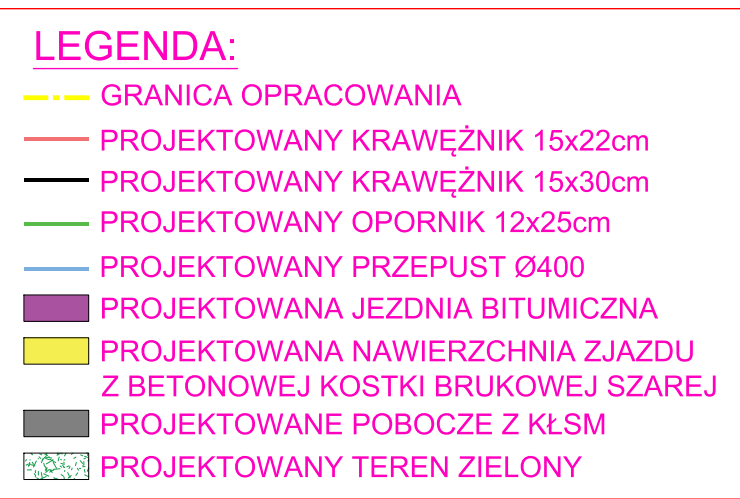 LEGENDA:
GRANICA OPRACOWANIA
PROJEKTOWANY KRAWĘŻNIK 15x22cm
PROJEKTOWANY KRAWĘŻNIK 15x30cm
PROJEKTOWANY OPORNIK 12x25cm
PROJEKTOWANY PRZEPUST Ø400
PROJEKTOWANA JEZDNIA BITUMICZNA
PROJEKTOWANA NAWIERZCHNIA ZJAZDU
Z BETONOWEJ KOSTKI BRUKOWEJ SZAREJ
PROJEKTOWANE POBOCZE Z KŁSM
PROJEKTOWANY TEREN ZIELONY